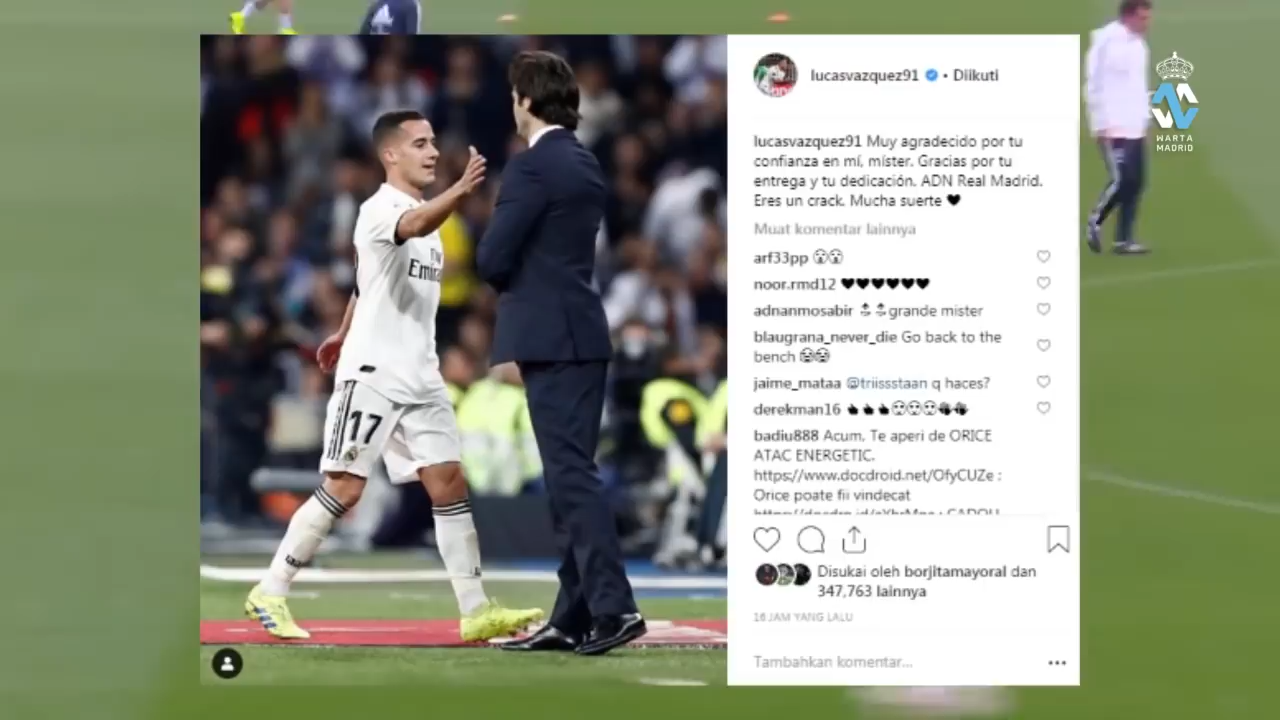 lucasvazquez91 • Diikuti
WARTA
MADRID
lucasvazquez91 Muy agradecido por tu
confianza en mí, míster. Gracias por tu
entrega y tu dedicación. ADN Real Madrid.
Eres un crack. Mucha suerte 🖤
Muat komentar lainnya
arf33pp 😮😮
noor.rmd12 🖤🖤🖤🖤🖤🖤
adnanmosabir 🔝🔝grande mister
blaugrana_never_die Go back to the
bench 😂😂
jaime_mataa @triissstaan q haces?
derekman16
badiu888 Acum. Te aperi de ORICE
ATAC ENERGETIC.
https://www.docdroid.net/OfyCUZe :
Orice poate fii vindecat
Disukai oleh borjitamayoral dan
347,763 lainnya
16 JAM YANG LALU
Tambahkan komentar...
Fly
Emirates
17